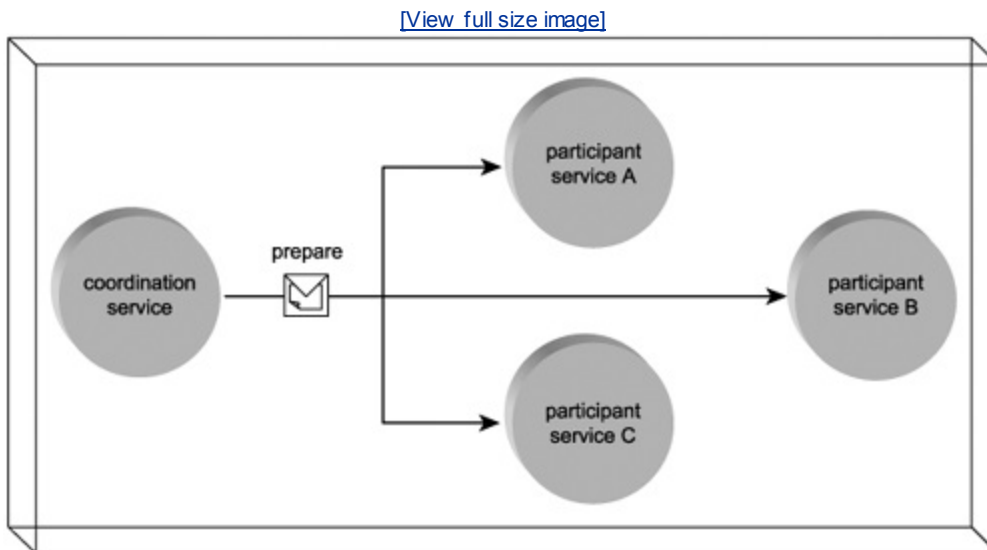 [View full size image]
participant
service A
prepare
coordination
service
participant
service B
participant
service C